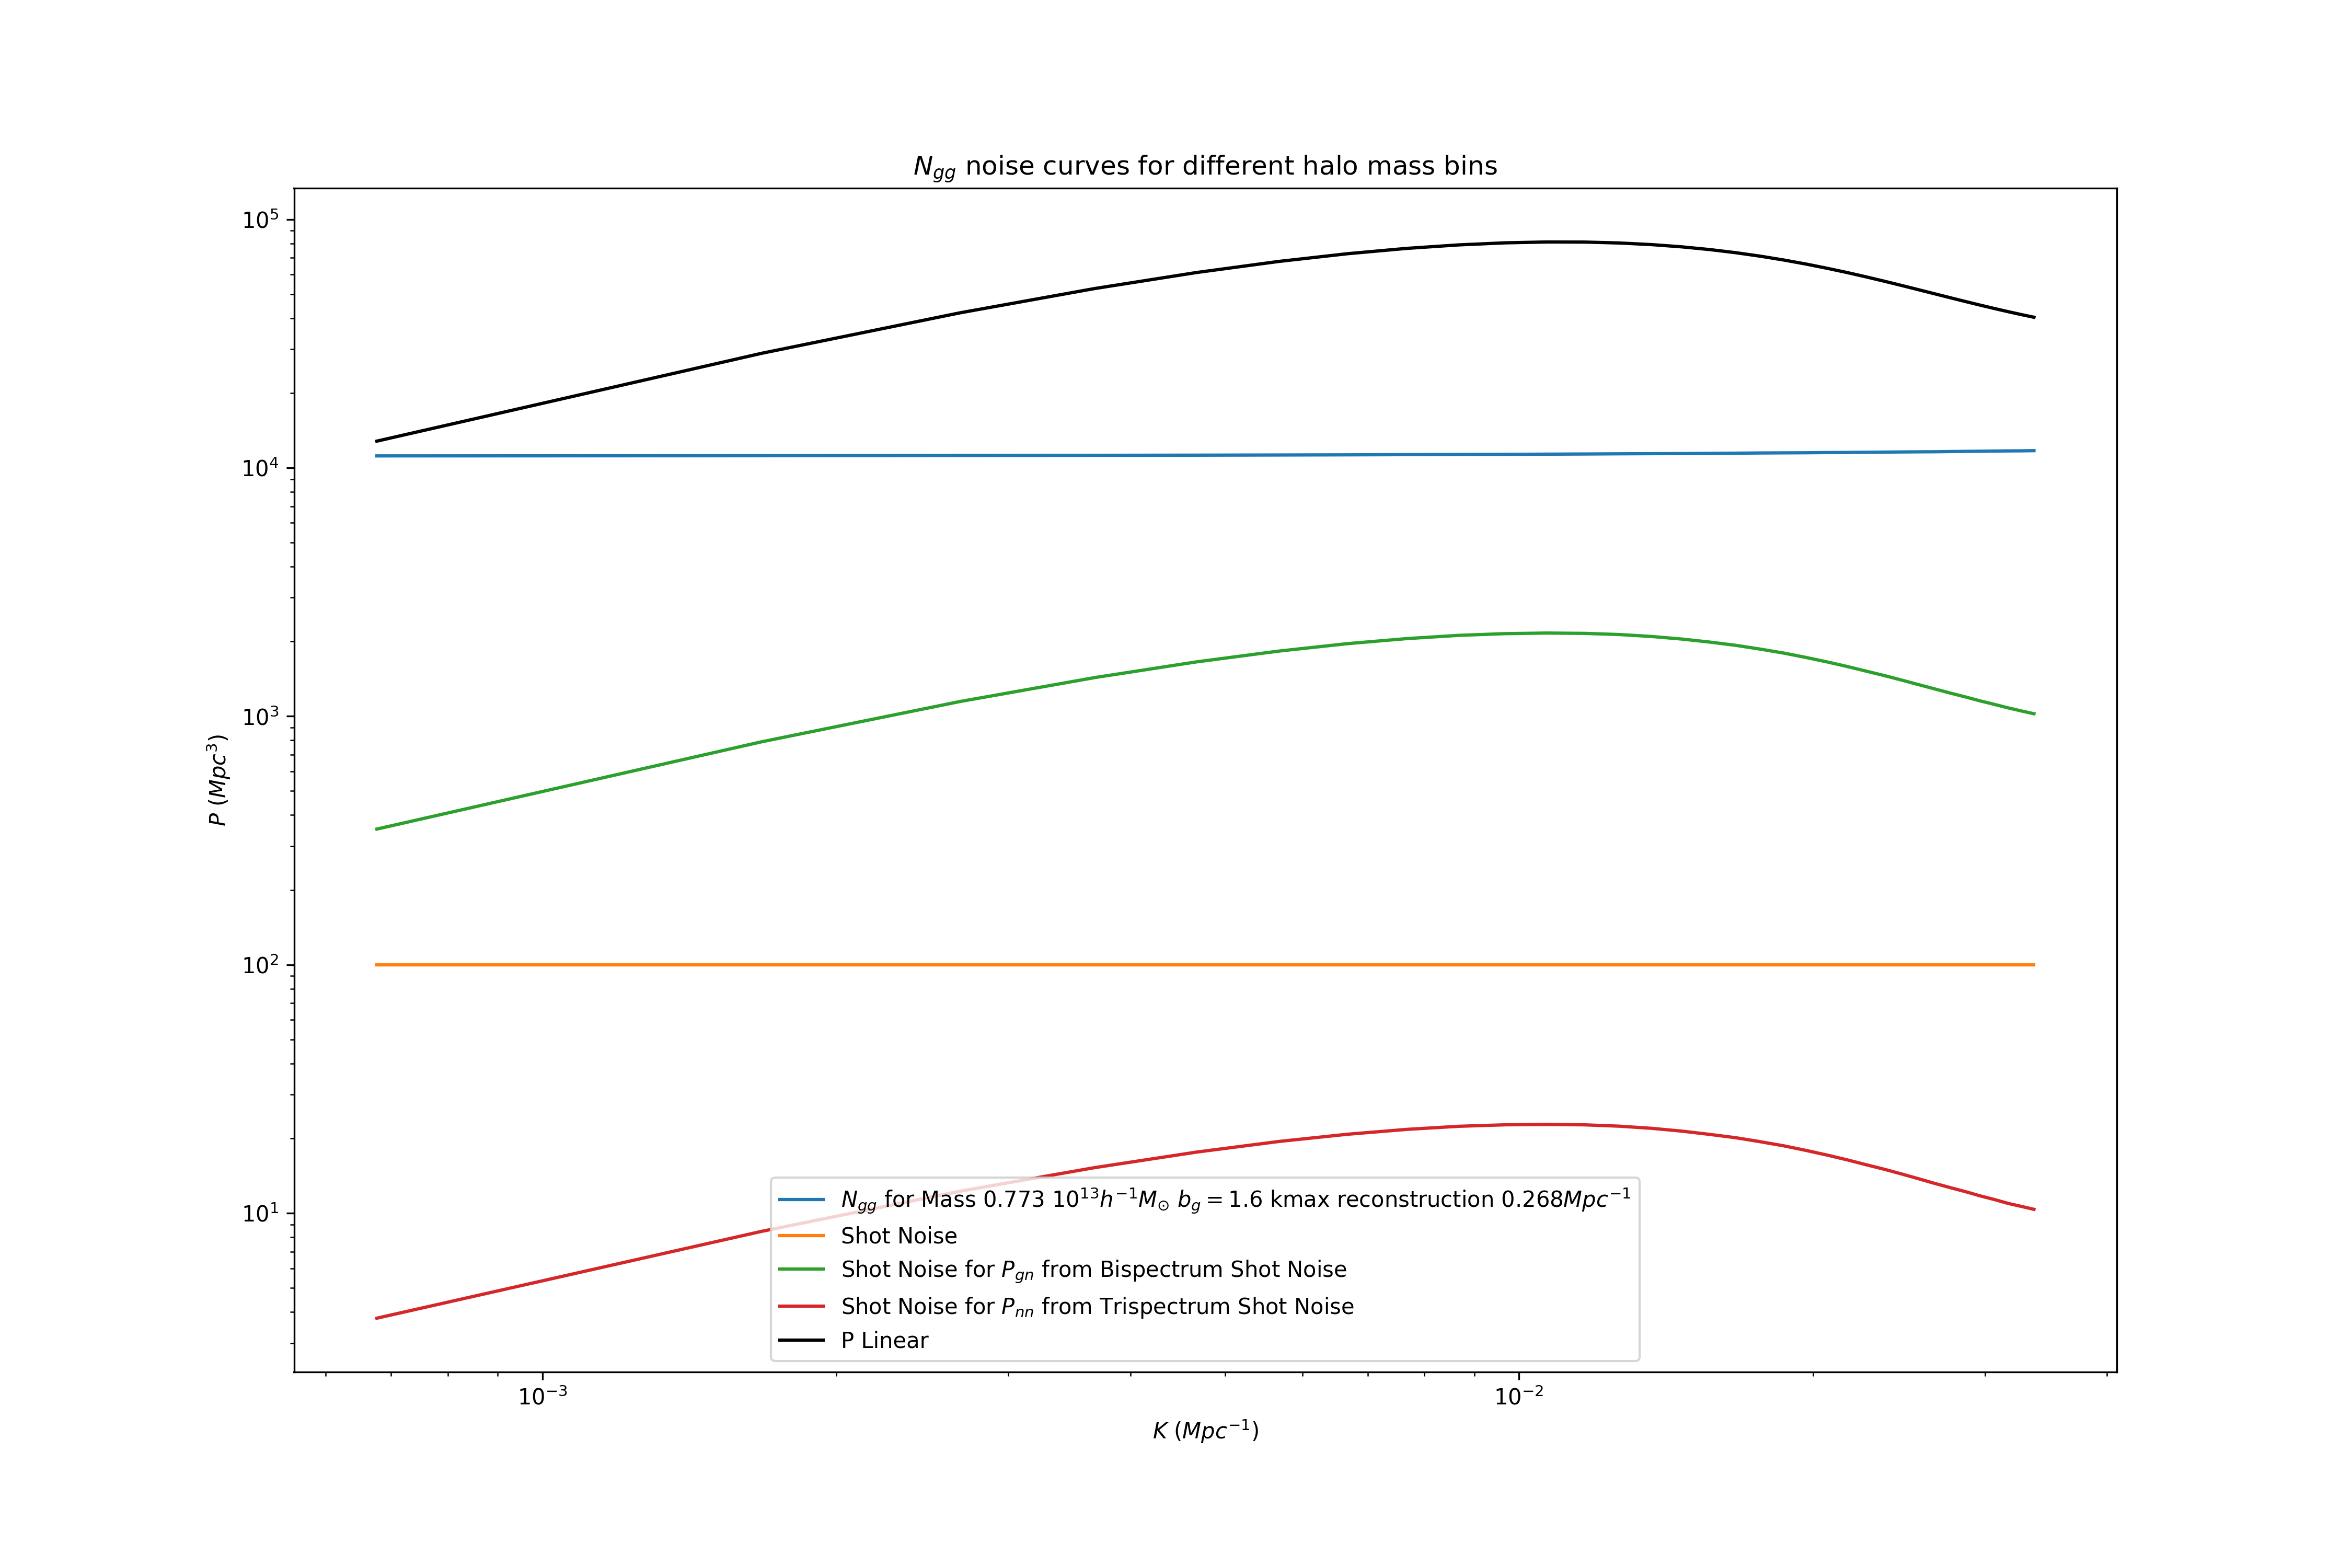 N_gg noise curves for different halo mass bins
10^5
10^4
10^3
10^2
10^1
P (Mpc^3)
N_gg for Mass 0.773 10^13 h^−1 M_⊙ b_g = 1.6 kmax reconstruction 0.268Mpc^−1
Shot Noise
Shot Noise for P_gn from Bispectrum Shot Noise
Shot Noise for P_nn from Trispectrum Shot Noise
P Linear
10^−3 10^−2
K (Mpc^−1)